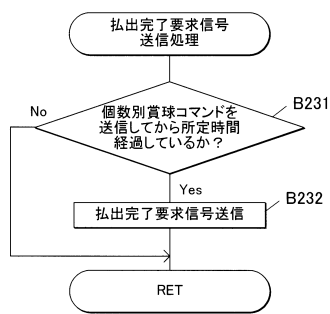 払出完了要求信号
送信処理
個数別賞球コマンドを
送信してから所定時間
経過しているか?
B231
No
Yes
B232
払出完了要求信号送信
RET